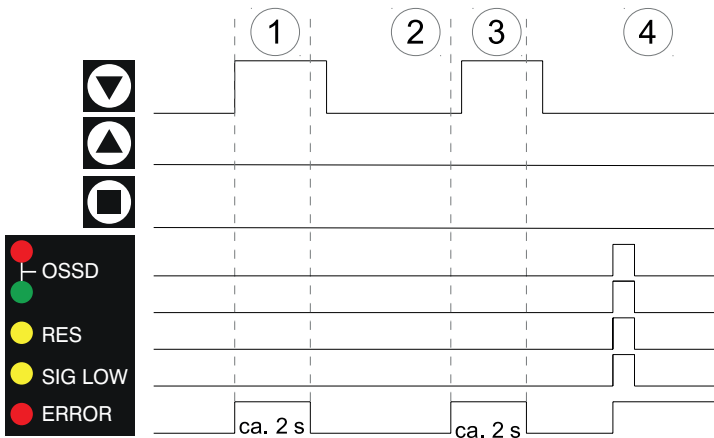 1 2 3 4
OSSD
RES
SIG LOW
ERROR
ca. 2 s ca. 2 s